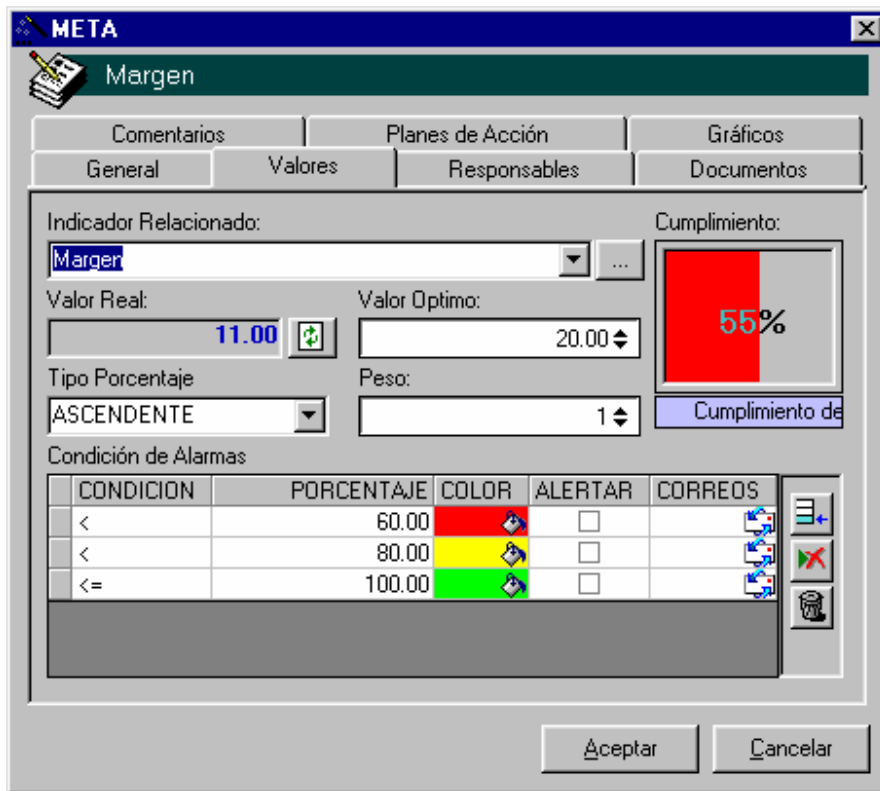 META
Margen
Comentarios Planes de Acción Gráficos
General Valores Responsables Documentos
Indicador Relacionado: Cumplimiento:
Margen ...
Valor Real: Valor Optimo:
11.00 20.00 55%
Tipo Porcentaje Peso:
ASCENDENTE 1 Cumplimiento de
Condición de Alarmas
CONDICION PORCENTAJE COLOR ALERTAR CORREOS
< 60.00
< 80.00
<= 100.00
Aceptar Cancelar